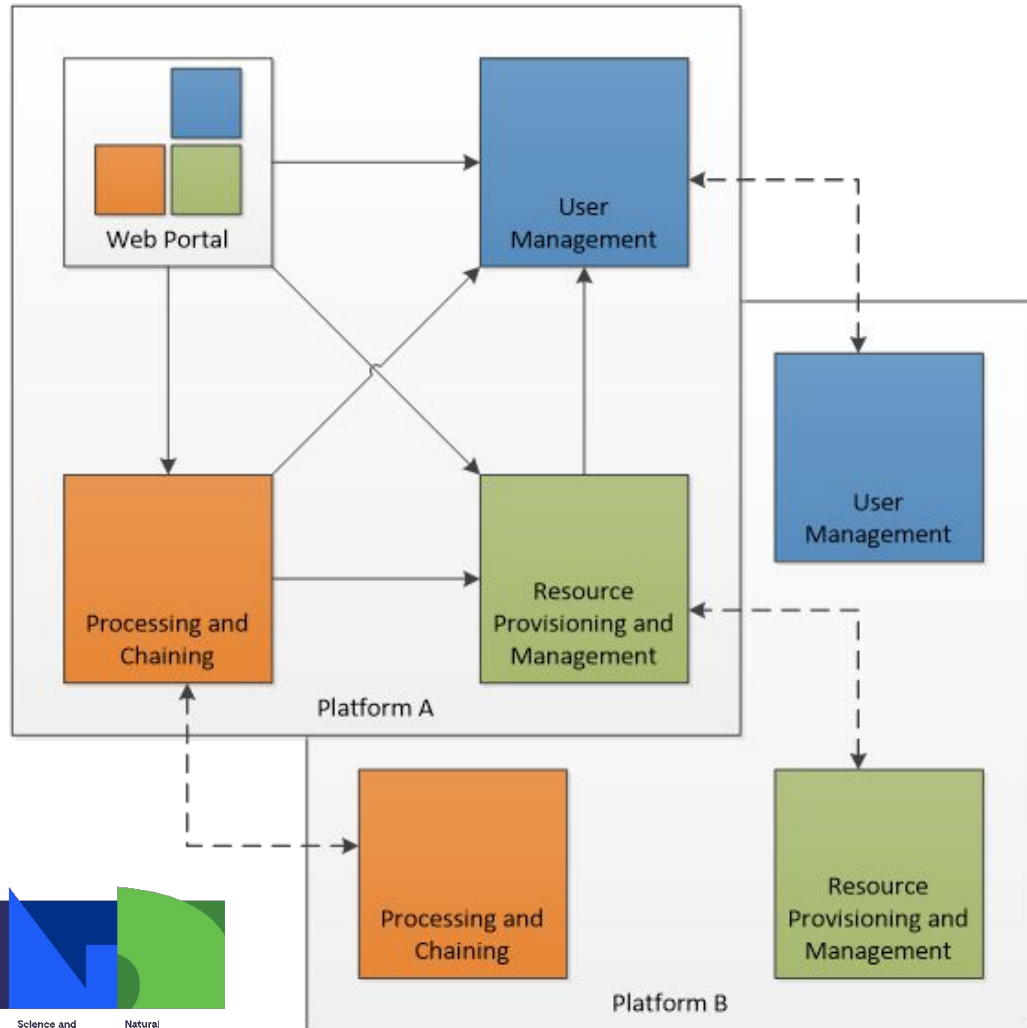 Web Portal
User
Management
Processing and
Chaining
Resource
Provisioning and
Management
Platform A
User
Management
Processing and
Chaining
Resource
Provisioning and
Management
Platform B
Science and
Natural